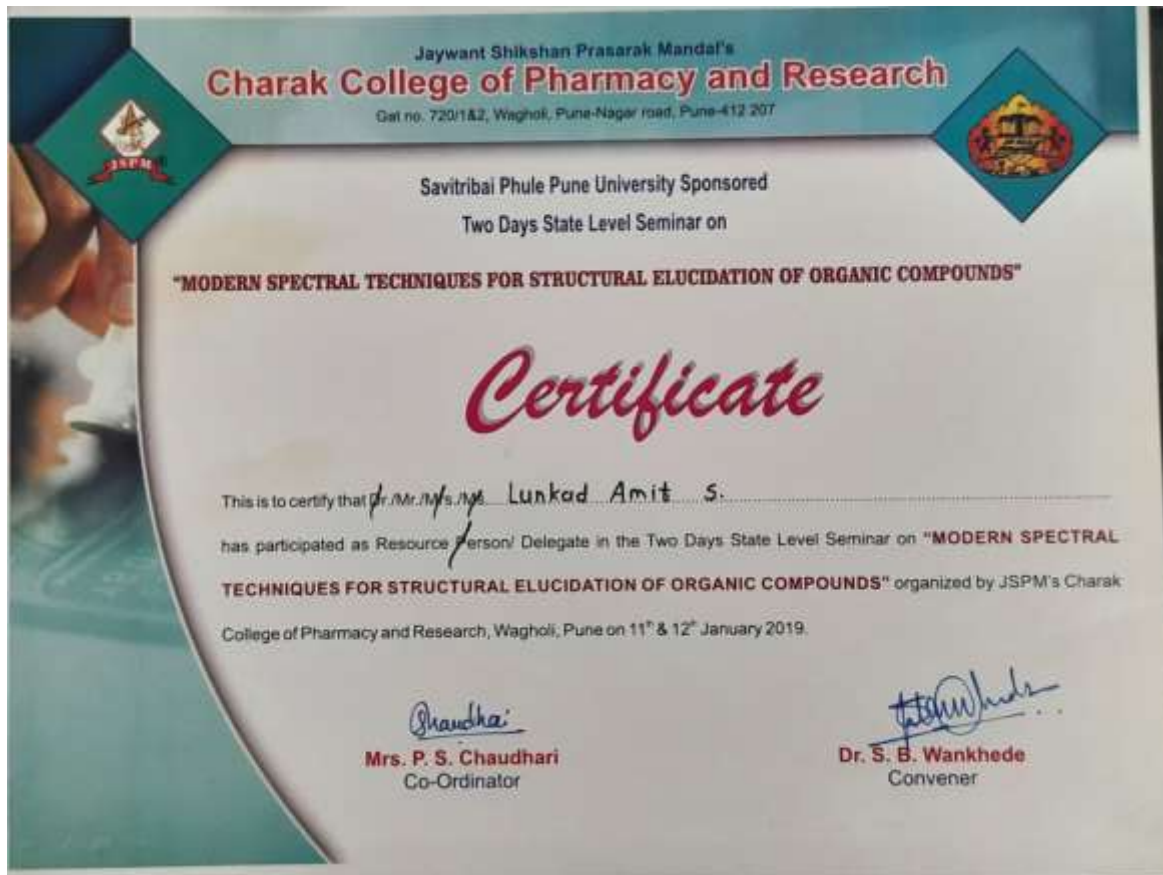 Jaywant Shikshan Prasarak Mandal's
Charak College of Pharmacy and Research
Gat no. 720/1&2, Wagholi, Pune-Nagar road, Pune-412 207
JSPM
Savitribai Phule Pune University Sponsored
Two Days State Level Seminar on
"MODERN SPECTRAL TECHNIQUES FOR STRUCTURAL ELUCIDATION OF ORGANIC COMPOUNDS"
Certificate
This is to certify that Dr./Mr./M/s./Ms. Lunkad Amit S.
has participated as Resource Person/ Delegate in the Two Days State Level Seminar on "MODERN SPECTRAL
TECHNIQUES FOR STRUCTURAL ELUCIDATION OF ORGANIC COMPOUNDS" organized by JSPM's Charak
College of Pharmacy and Research, Wagholi, Pune on 11th & 12th January 2019.
Mrs. P. S. Chaudhari
Co-Ordinator
Dr. S. B. Wankhede
Convener